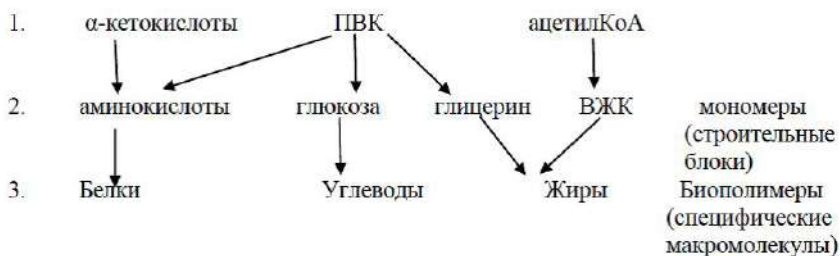 1. α-кетокислоты ПВК ацетилКоА
2. аминокислоты глюкоза глицерин ВЖК мономеры
(строительные
блоки)
3. Белки Углеводы Жиры Биополимеры
(специфические
макромолекулы)